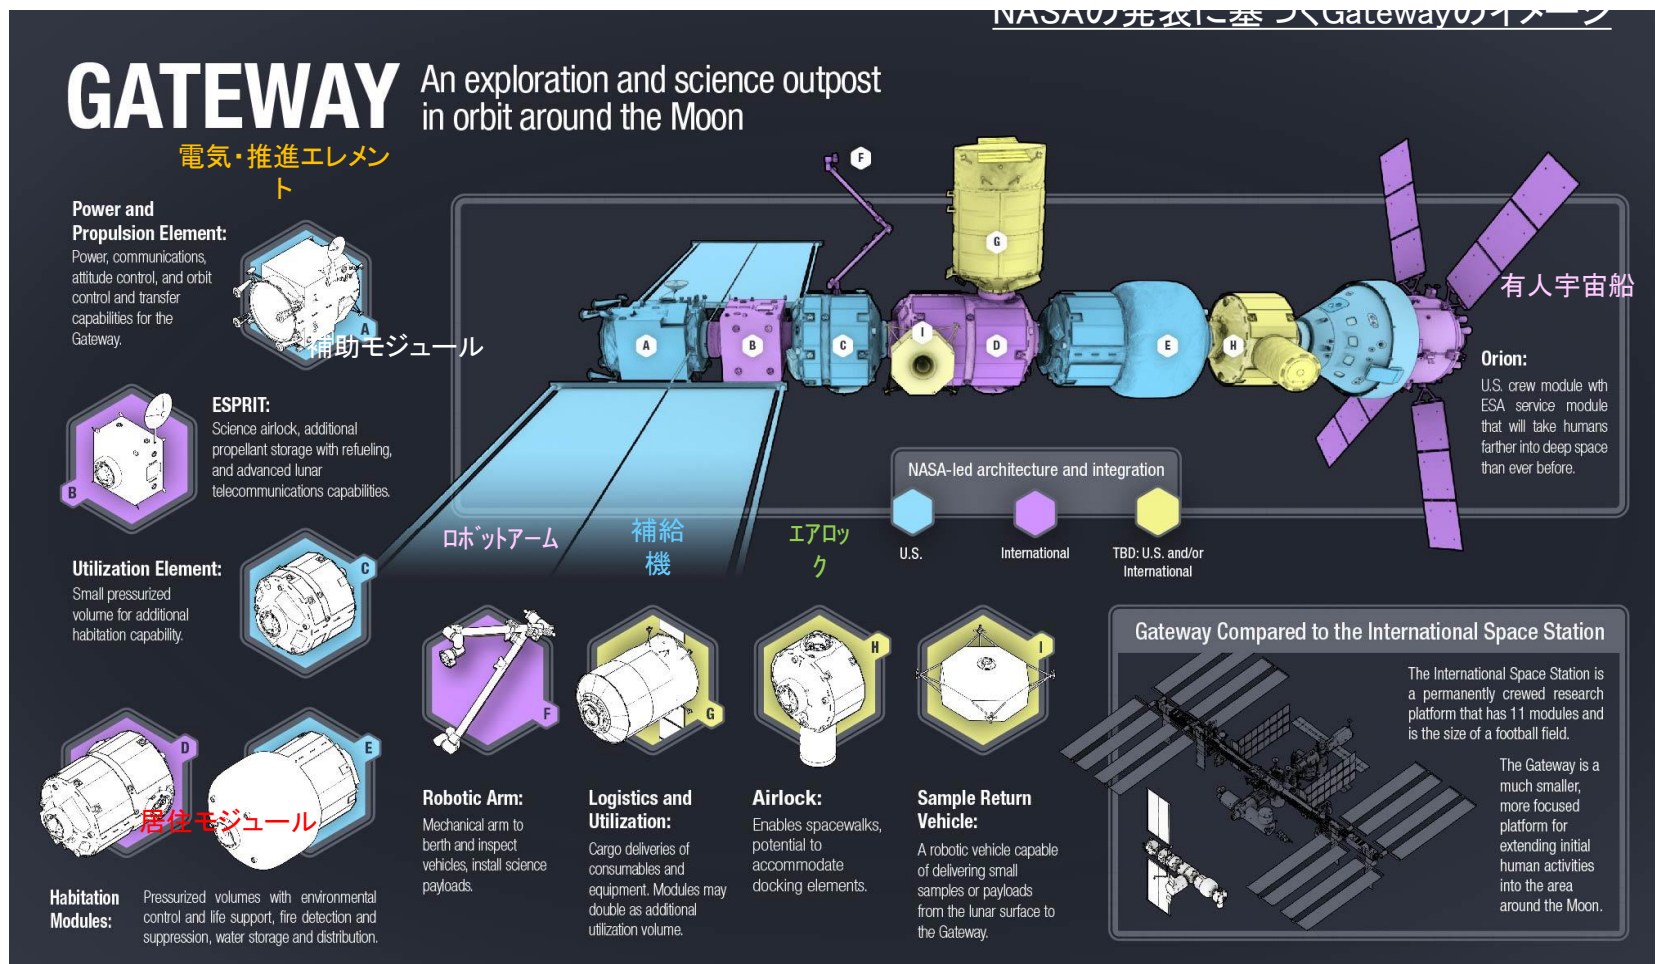 NASAの発表に基づくGatewayのイメージ
GATEWAY
An exploration and science outpost
in orbit around the Moon
電気・推進エレメン
ト
Power and
Propulsion Element:
Power, communications,
attitude control, and orbit
control and transfer
capabilities for the
Gateway.
A
補助モジュール
ESPRIT:
Science airlock, additional
propellant storage with refueling,
and advanced lunar
telecommunications capabilities.
B
Utilization Element:
Small pressurized
volume for additional
habitation capability.
C
D
E
居住モジュール
Habitation
Modules:
Pressurized volumes with environmental
control and life support, fire detection and
suppression, water storage and distribution.
F
G
A
B
C
I
D
E
H
有人宇宙船
Orion:
U.S. crew module wth
ESA service module
that will take humans
farther into deep space
than ever before.
NASA-led architecture and integration
U.S.
International
TBD: U.S. and/or
International
ロボットアーム
F
Robotic Arm:
Mechanical arm to
berth and inspect
vehicles, install science
payloads.
補給
機
G
Logistics and
Utilization:
Cargo deliveries of
consumables and
equipment. Modules may
double as additional
utilization volume.
エアロッ
ク
H
Airlock:
Enables spacewalks,
potential to
accommodate
docking elements.
I
Sample Return
Vehicle:
A robotic vehicle capable
of delivering small
samples or payloads
from the lunar surface to
the Gateway.
Gateway Compared to the International Space Station
The International Space Station is
a permanently crewed research
platform that has 11 modules and
is the size of a football field.
The Gateway is a
much smaller,
more focused
platform for
extending initial
human activities
into the area
around the Moon.